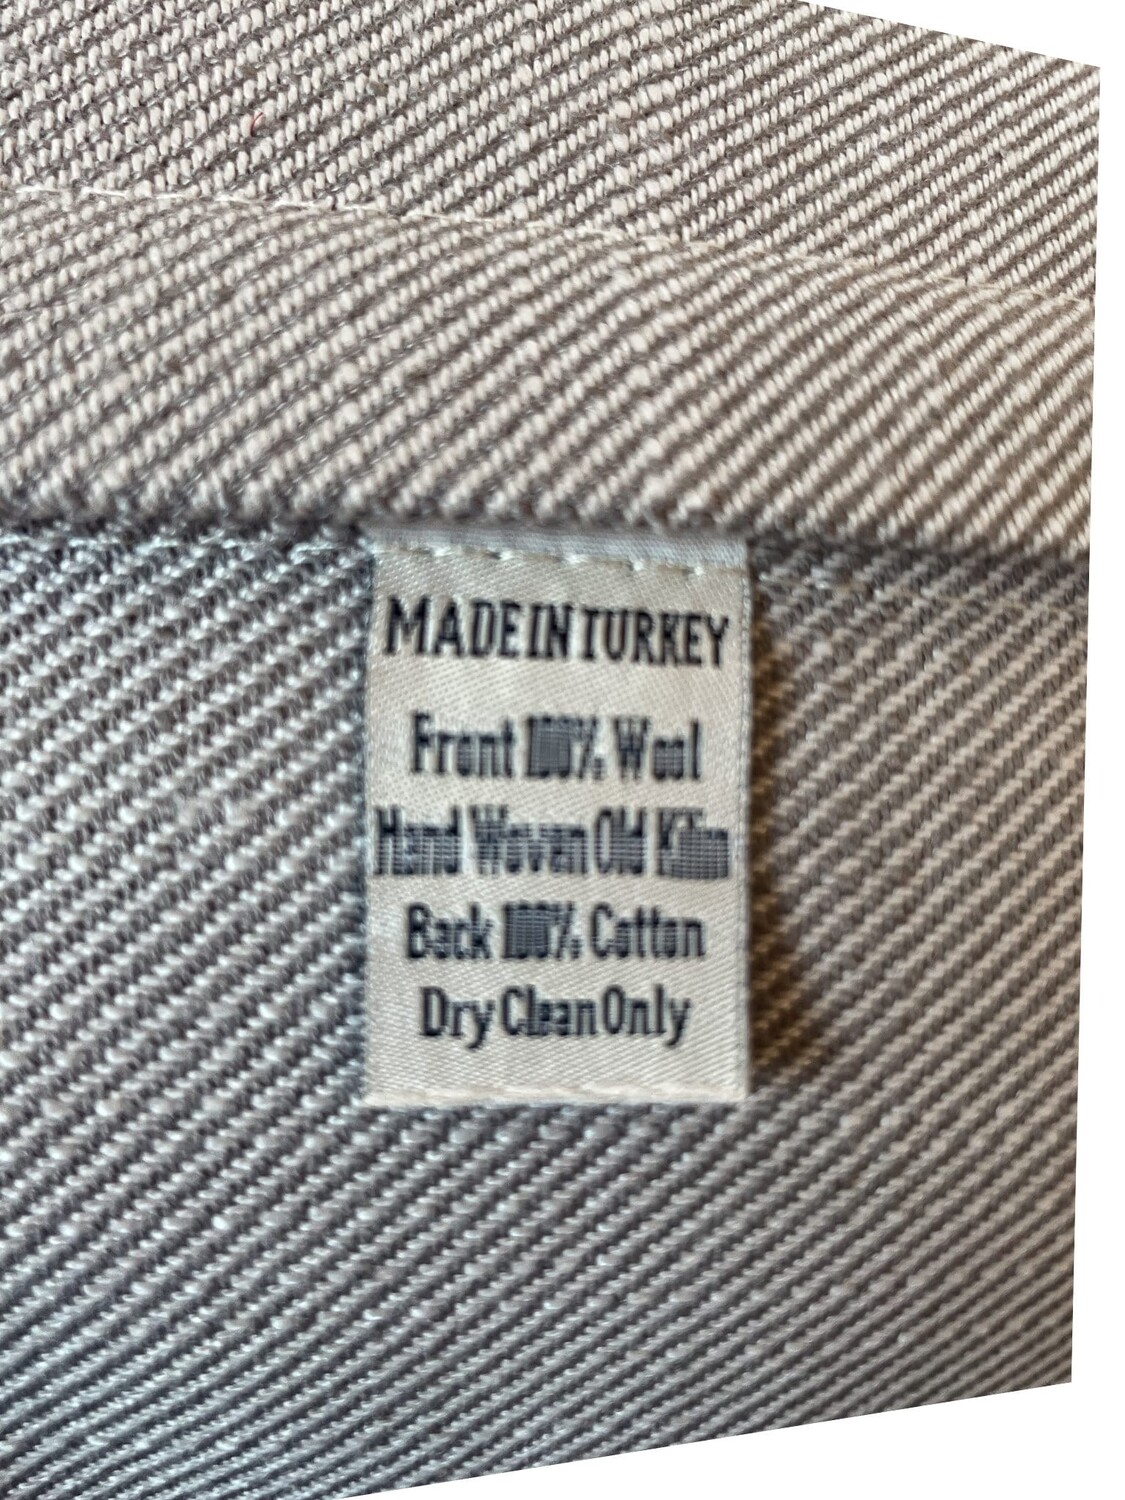 MADE IN TURKEY
Front 100% Wool
Hand Woven Old Kilim
Back 100% Cotton
Dry Clean Only